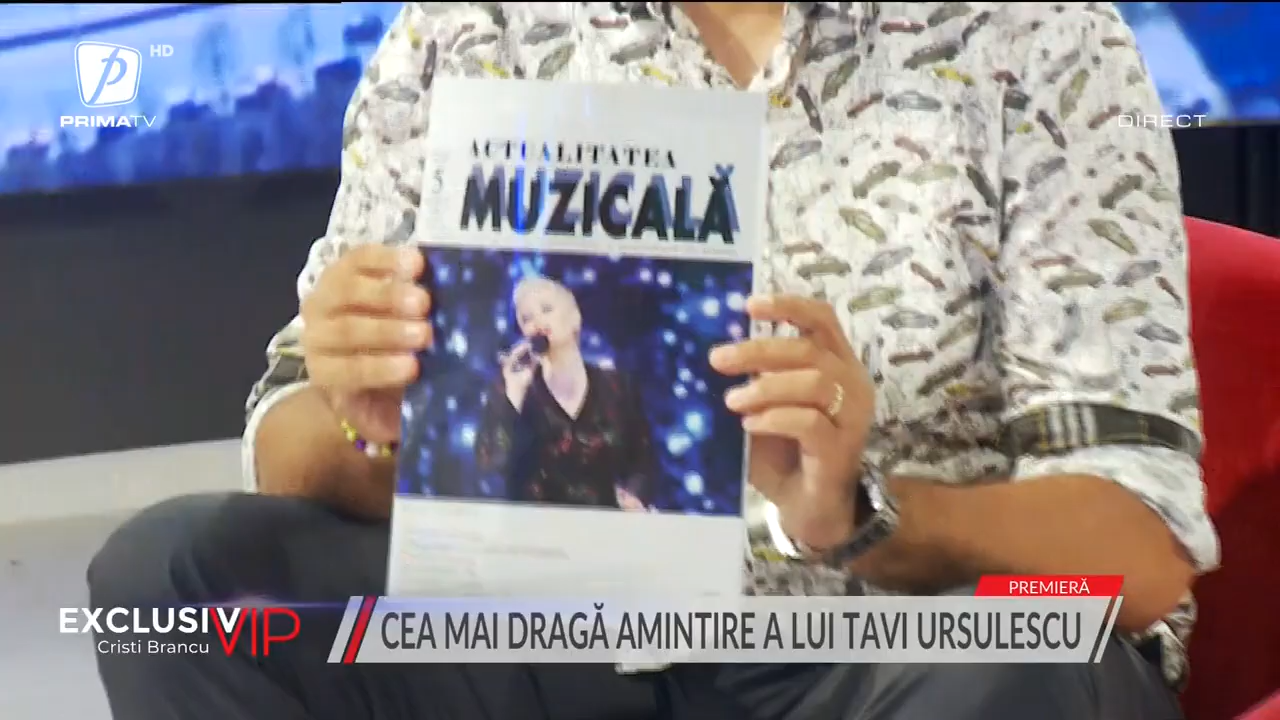 HD
PRIMATV
DIRECT
ACTUALITATEA
MUZICALĂ
PREMIERĂ
EXCLUSIV VIP
Cristi Brancu
CEA MAI DRAGĂ AMINTIRE A LUI TAVI URSULESCU